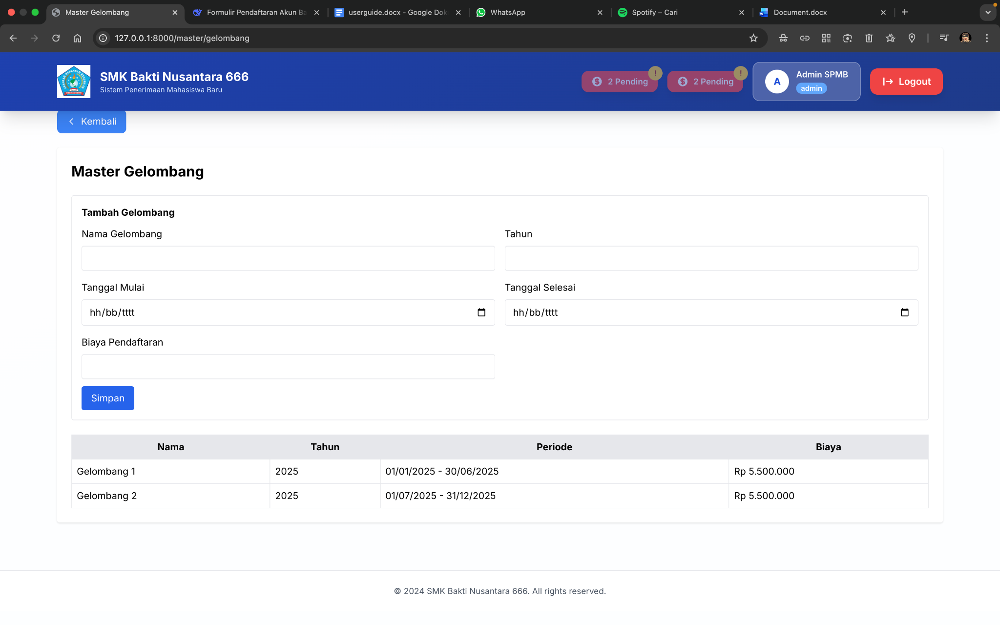 Master Gelombang
Formulir Pendaftaran Akun Ba
userguide.docx - Google Dok
WhatsApp
Spotify – Cari
Document.docx
127.0.0.1:8000/master/gelombang
SMK Bakti Nusantara 666
Sistem Penerimaan Mahasiswa Baru
2 Pending
!
2 Pending
!
A
Admin SPMB
admin
Logout
Kembali
Master Gelombang
Tambah Gelombang
Nama Gelombang
Tahun
Tanggal Mulai
Tanggal Selesai
hh/bb/tttt
hh/bb/tttt
Biaya Pendaftaran
Simpan
Nama Tahun Periode Biaya
Gelombang 1 2025 01/01/2025 - 30/06/2025 Rp 5.500.000
Gelombang 2 2025 01/07/2025 - 31/12/2025 Rp 5.500.000
© 2024 SMK Bakti Nusantara 666. All rights reserved.